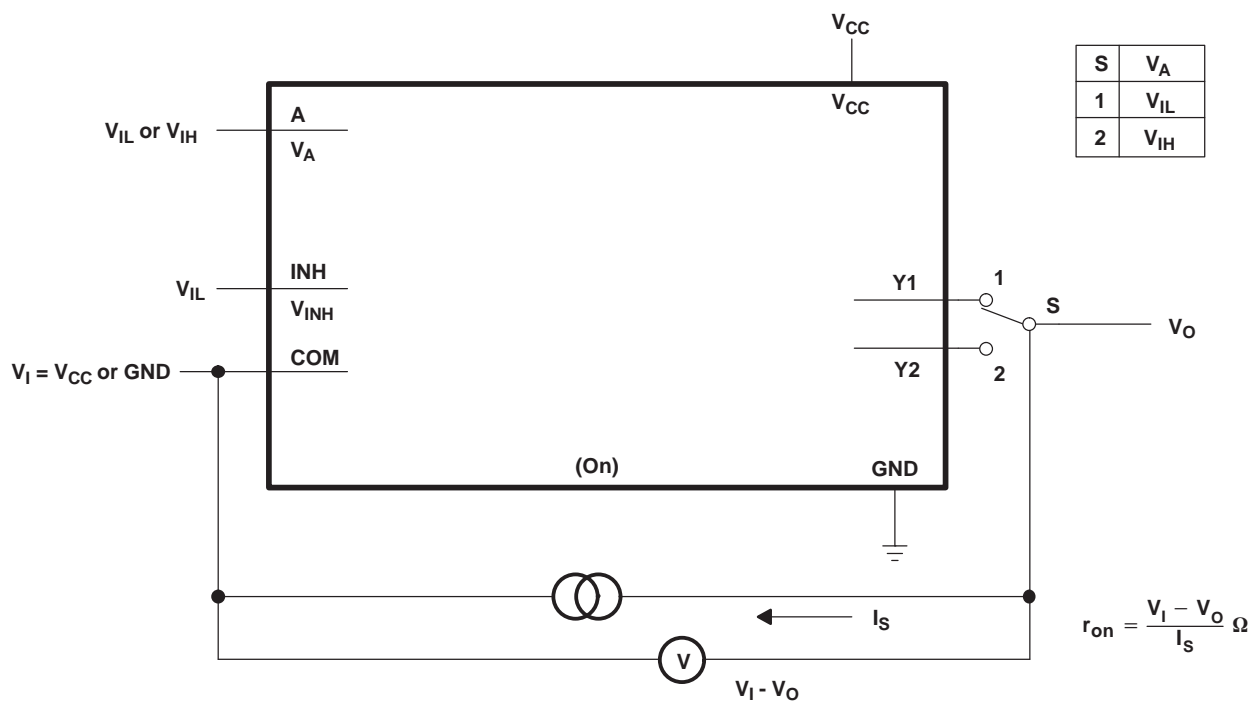 VCC
S VA
1 VIL
2 VIH
VCC
A
VIL or VIH
VA
INH
VIL
VINH
Y1
1
S
VO
COM
VI = VCC or GND
Y2
2
(On)
GND
IS
ron = VI − VO / IS Ω
V
VI - VO